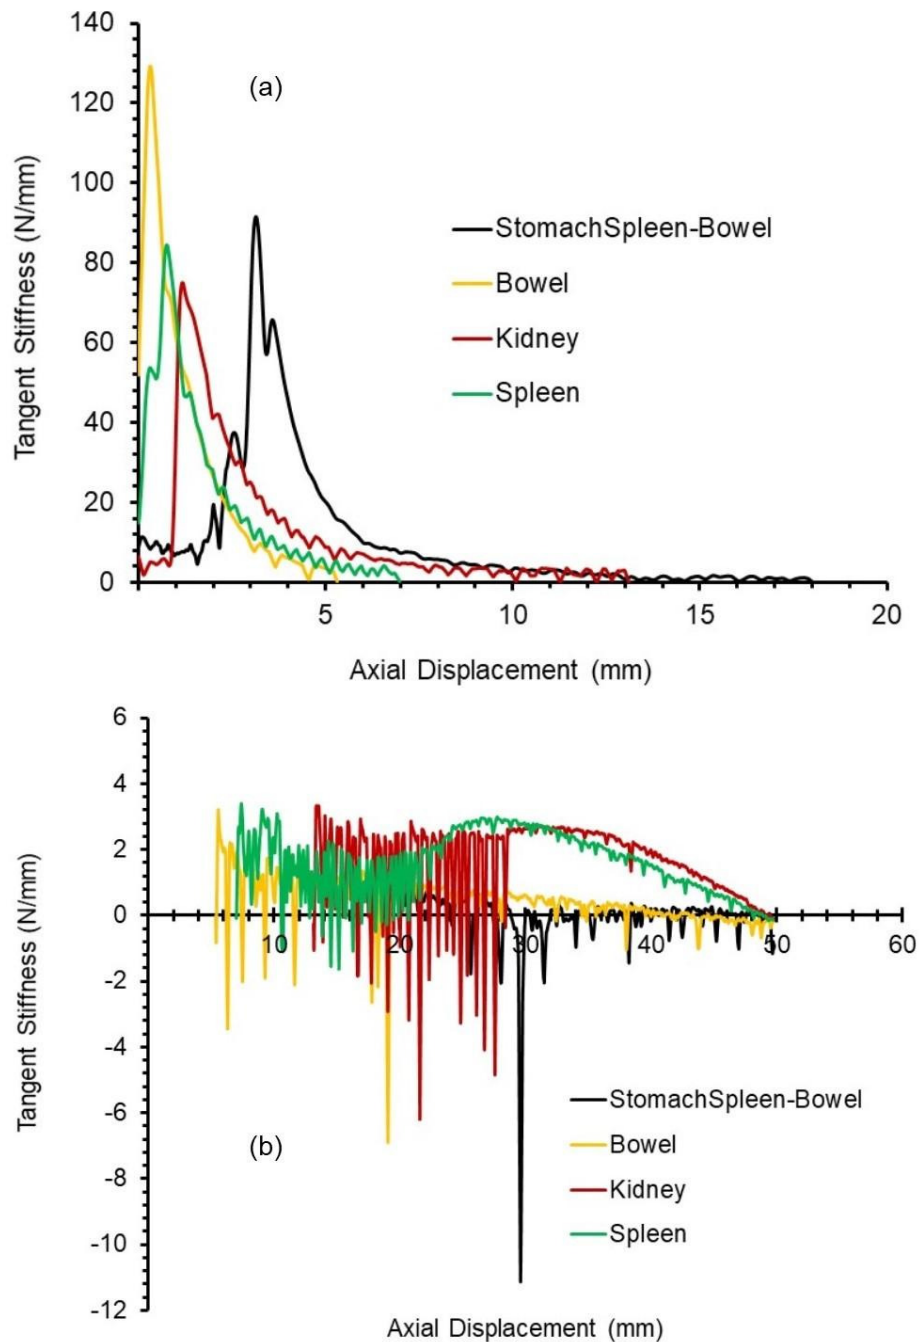 140
(a)
120
100
80
60
40
20
0
Tangent Stiffness (N/mm)
StomachSpleen-Bowel
Bowel
Kidney
Spleen
5
10
15
20
Axial Displacement (mm)
6
4
2
0
-2
-4
-6
-8
-10
-12
Tangent Stiffness (N/mm)
10
20
30
40
50
60
StomachSpleen-Bowel
Bowel
Kidney
Spleen
(b)
Axial Displacement (mm)